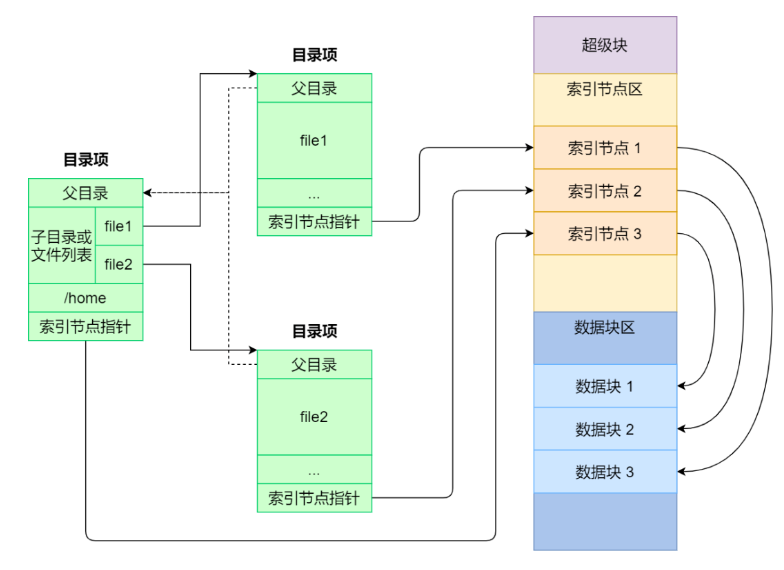 目录项
父目录
子目录或
文件列表
file1
file2
/home
索引节点指针
目录项
父目录
file1
...
索引节点指针
目录项
父目录
file2
...
索引节点指针
超级块
索引节点区
索引节点 1
索引节点 2
索引节点 3
数据块区
数据块 1
数据块 2
数据块 3